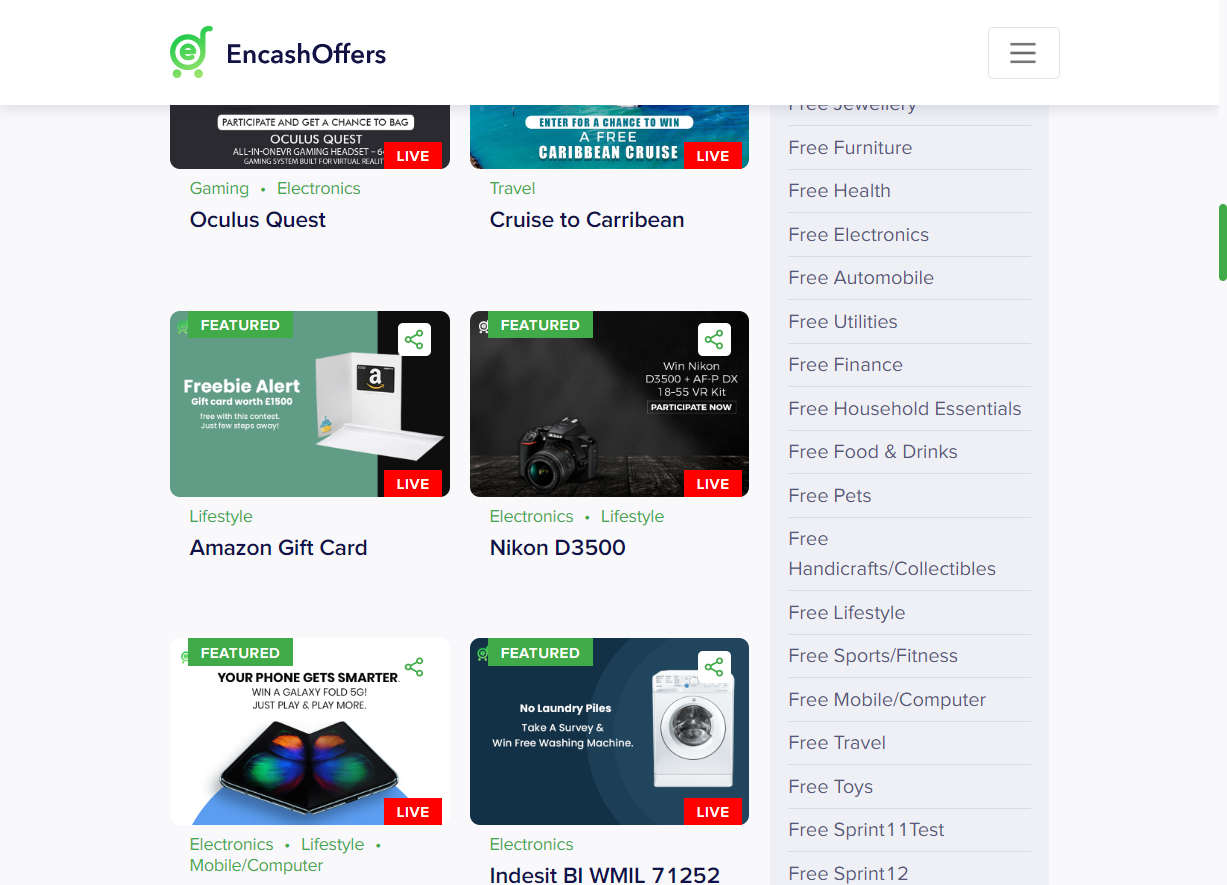 EncashOffers
PARTICIPATE AND GET A CHANCE TO BAG
OCULUS QUEST
ALL-IN-ONEVR GAMING HEADSET – 6
GAMING SYSTEM BUILT FOR VIRTUAL REALIT
LIVE
Gaming • Electronics
Oculus Quest
ENTER FOR A CHANCE TO WIN
A FREE
CARIBBEAN CRUISE
LIVE
Travel
Cruise to Carribean
FEATURED
Freebie Alert
Gift card worth £1500
free with this contest.
Just few steps away!
a
LIVE
Lifestyle
Amazon Gift Card
FEATURED
Win Nikon
D3500 + AF-P DX
18-55 VR Kit
PARTICIPATE NOW
Nikon
LIVE
Electronics • Lifestyle
Nikon D3500
FEATURED
YOUR PHONE GETS SMARTER.
WIN A GALAXY FOLD 5G!
JUST PLAY & PLAY MORE.
LIVE
Electronics • Lifestyle •
Mobile/Computer
FEATURED
No Laundry Piles
Take A Survey &
Win Free Washing Machine.
LIVE
Electronics
Indesit BI WMIL 71252
Free Jewellery
Free Furniture
Free Health
Free Electronics
Free Automobile
Free Utilities
Free Finance
Free Household Essentials
Free Food & Drinks
Free Pets
Free
Handicrafts/Collectibles
Free Lifestyle
Free Sports/Fitness
Free Mobile/Computer
Free Travel
Free Toys
Free Sprint11Test
Free Sprint12